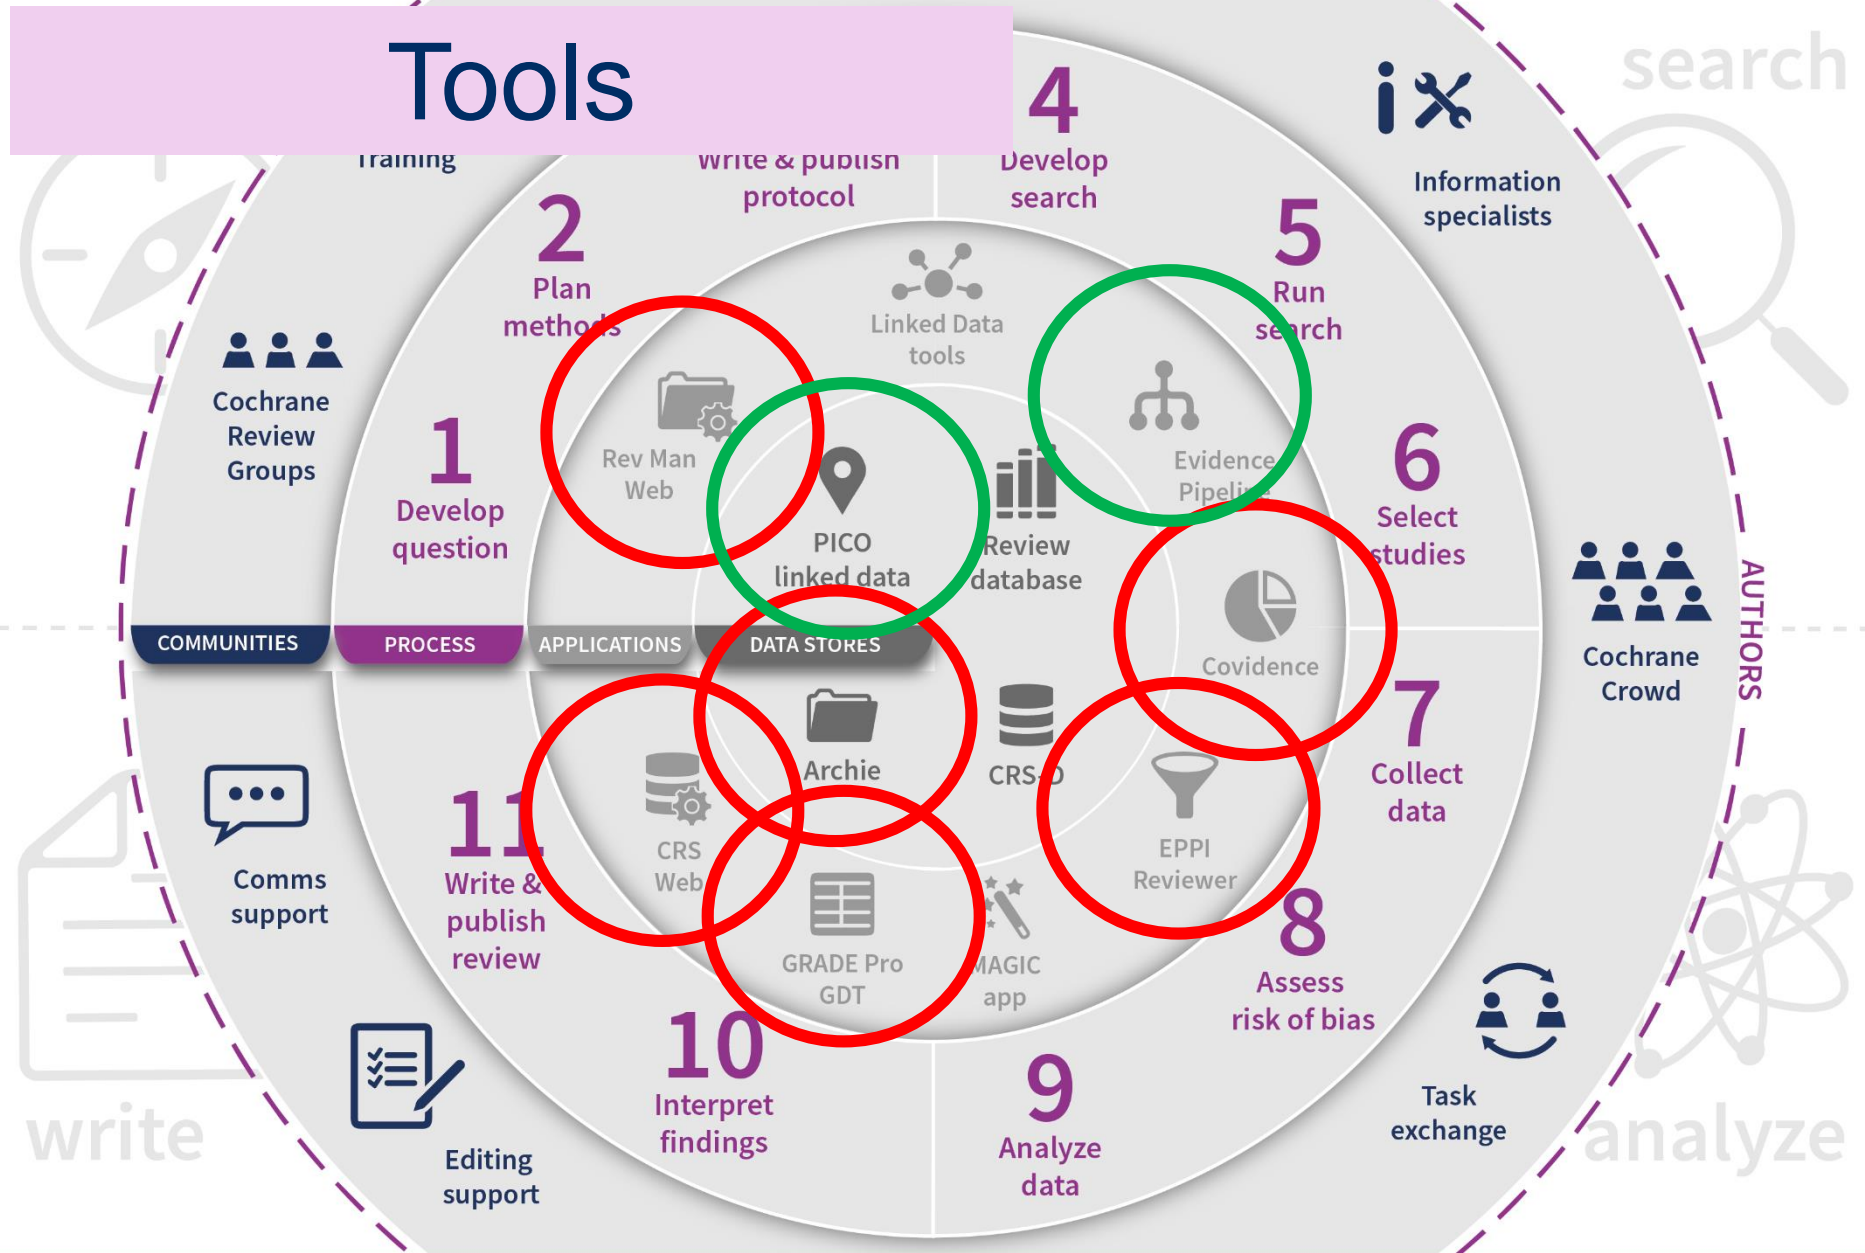 Tools
search
Training
Write & publish
protocol
4
Develop
search
Information
specialists
2
Plan
methods
5
Run
search
Linked Data
tools
Cochrane
Review
Groups
1
Develop
question
Rev Man
Web
PICO
linked data
Review
database
Evidence
Pipeline
6
Select
studies
COMMUNITIES
PROCESS
APPLICATIONS
DATA STORES
Covidence
Cochrane
Crowd
AUTHORS
7
Collect
data
Archie
CRS-D
CRS
Web
EPPI
Reviewer
GRADE Pro
GDT
MAGIC
app
Comms
support
11
Write &
publish
review
8
Assess
risk of bias
10
Interpret
findings
9
Analyze
data
Task
exchange
Editing
support
write
analyze